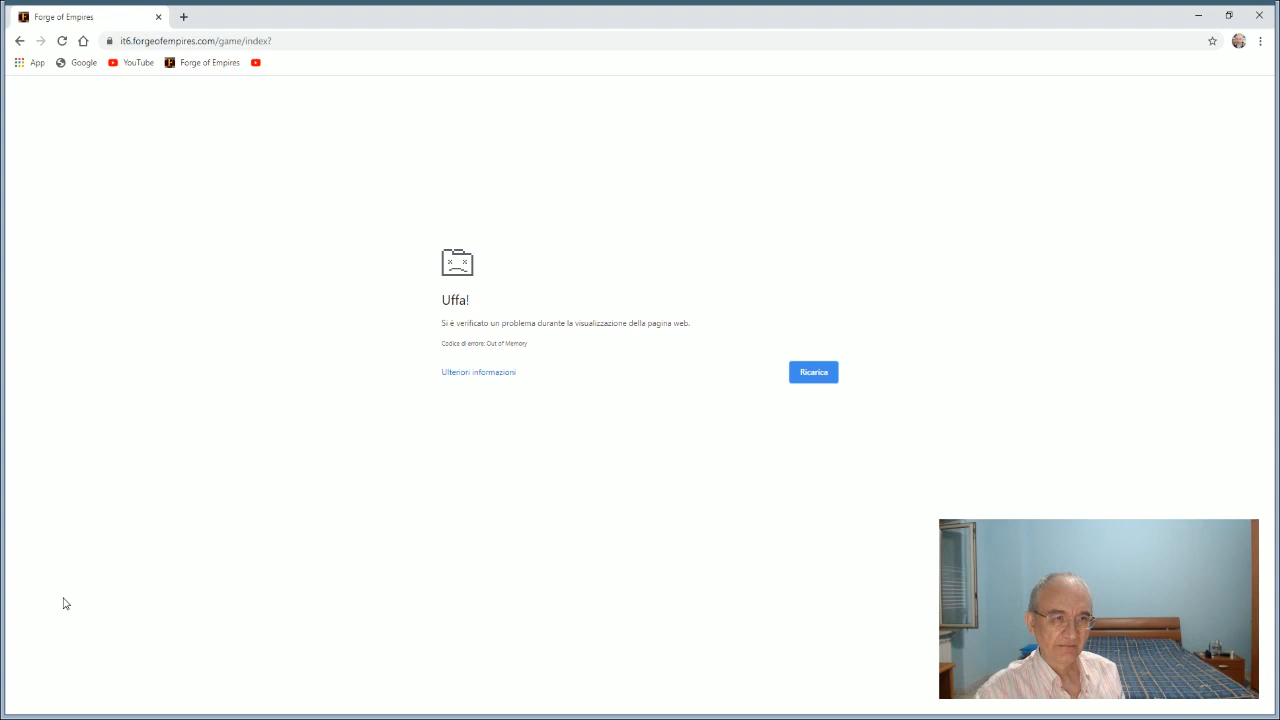 Forge of Empires
it6.forgeofempires.com/game/index?
App Google YouTube Forge of Empires
Uffa!
Si è verificato un problema durante la visualizzazione della pagina web.
Codice di errore: Out of Memory
Ulteriori informazioni Ricarica